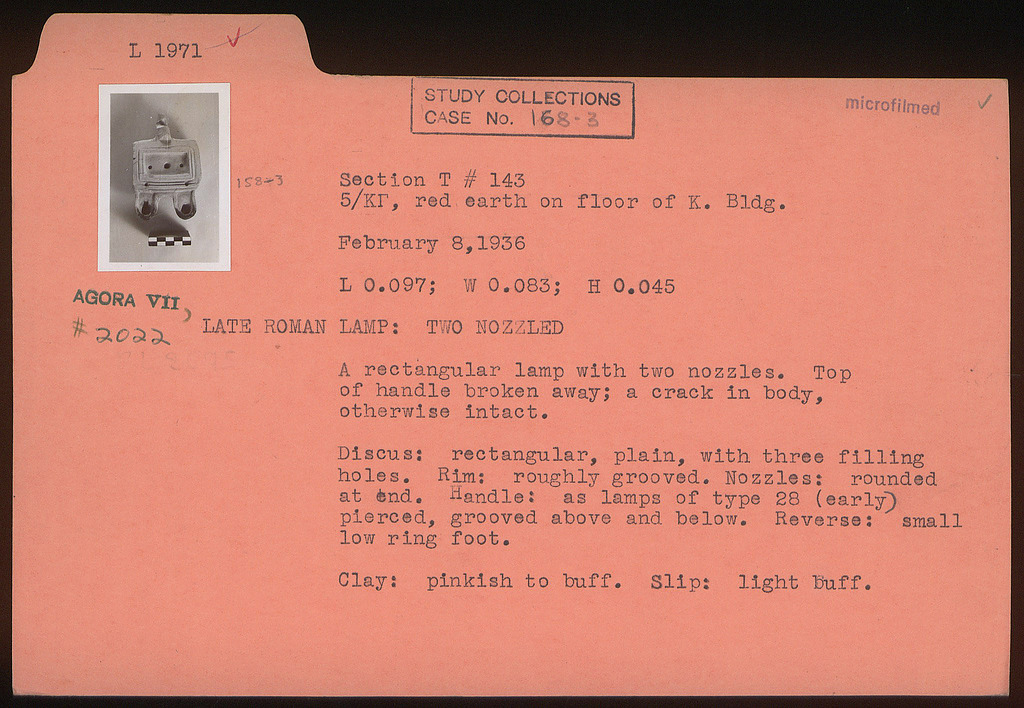 L 1971 ✓
STUDY COLLECTIONS
CASE No. 168-3
microfilmed ✓
158-3
Section T # 143
5/ΚΓ, red earth on floor of K. Bldg.
February 8,1936
L 0.097; W 0.083; H 0.045
AGORA VII,
# 2022
LATE ROMAN LAMP: TWO NOZZLED
A rectangular lamp with two nozzles. Top
of handle broken away; a crack in body,
otherwise intact.
Discus: rectangular, plain, with three filling
holes. Rim: roughly grooved. Nozzles: rounded
at end. Handle: as lamps of type 28 (early)
pierced, grooved above and below. Reverse: small
low ring foot.
Clay: pinkish to buff. Slip: light buff.